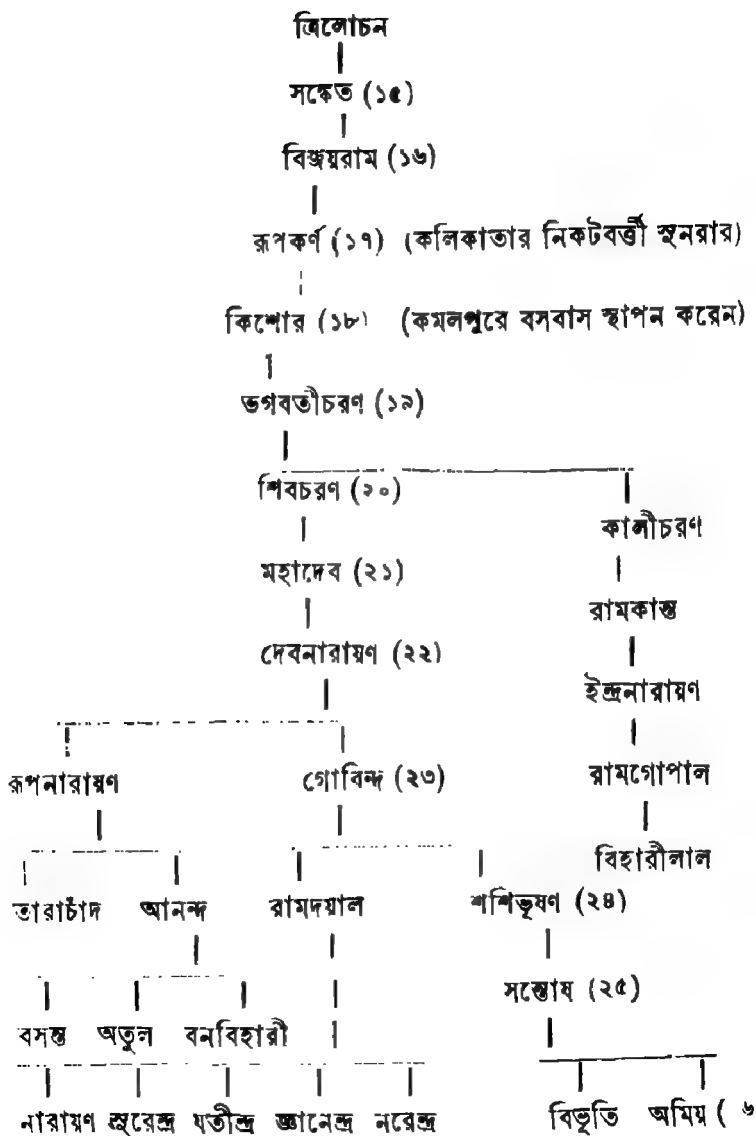 ত্রিলোচন
সঙ্কেত (১৫)
বিজয়রাম (১৬)
রূপকর্ণ (১৭) (কলিকাতার নিকটবর্ত্তী সুনরার)
কিশোর (১৮) (কমলপুরে বসবাস স্থাপন করেন)
ভগবতীচরণ (১৯)
শিবচরণ (২০)
কালীচরণ
মহাদেব (২১)
রামকান্ত
দেবনারায়ণ (২২)
ইন্দ্রনারায়ণ
রূপনারায়ণ গোবিন্দ (২৩) রামগোপাল
বিহারীলাল
তারাচাঁদ আনন্দ রামদয়াল শশিভূষণ (২৪)
সন্তোষ (২৫)
বসন্ত অতুল বনবিহারী
নারায়ণ সুরেন্দ্র যতীন্দ্র জ্ঞানেন্দ্র নরেন্দ্র বিভূতি অমিয় ( ৬